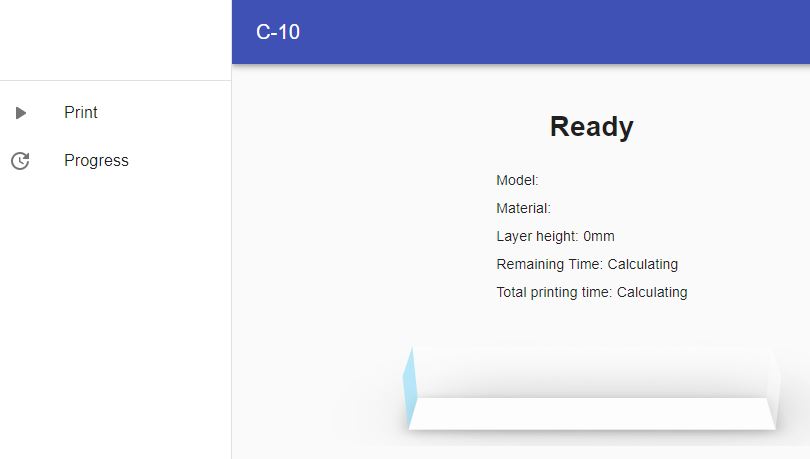 C-10
Print
Progress
Ready
Model:
Material:
Layer height: 0mm
Remaining Time: Calculating
Total printing time: Calculating